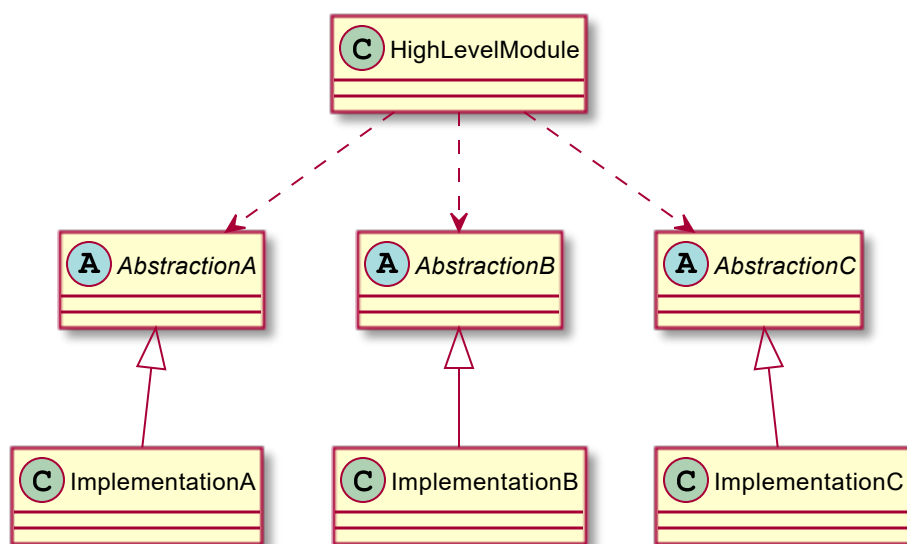 C HighLevelModule
A AbstractionA
A AbstractionB
A AbstractionC
C ImplementationA
C ImplementationB
C ImplementationC